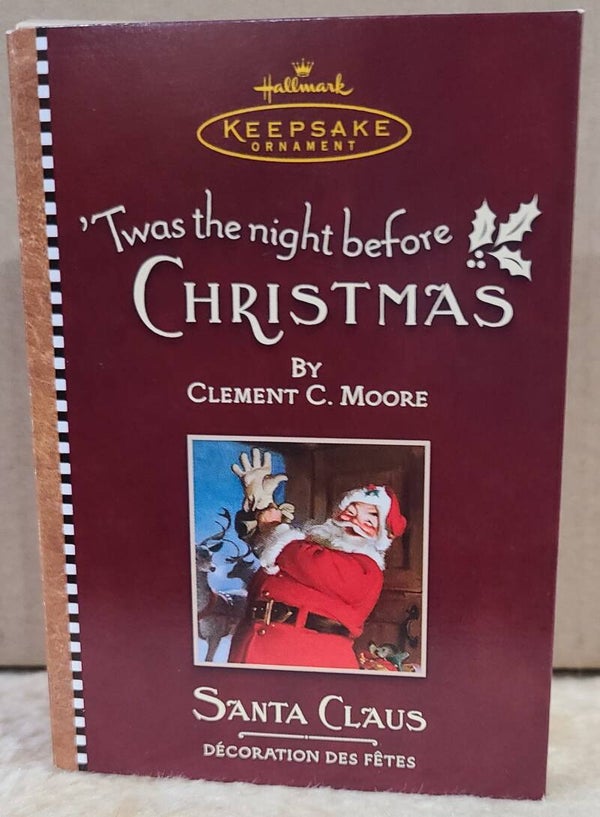 Hallmark
KEEPSAKE
ORNAMENT
'Twas the night before
CHRISTMAS
BY
CLEMENT C. MOORE
SANTA CLAUS
DÉCORATION DES FÊTES